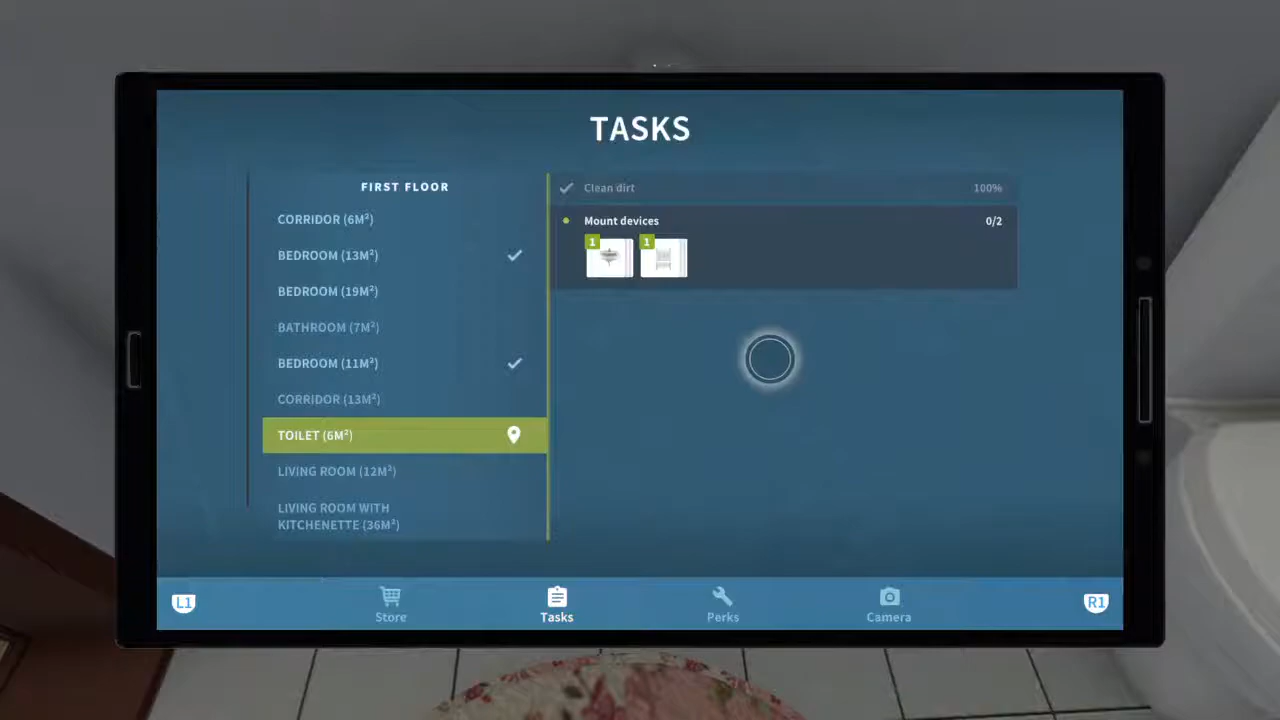 TASKS
FIRST FLOOR
CORRIDOR (6M²)
BEDROOM (13M²)
BEDROOM (19M²)
BATHROOM (7M²)
BEDROOM (11M²)
CORRIDOR (13M²)
TOILET (6M²)
LIVING ROOM (12M²)
LIVING ROOM WITH
KITCHENETTE (36M²)
Clean dirt 100%
Mount devices 0/2
1 1
L1
Store
Tasks
Perks
Camera
R1